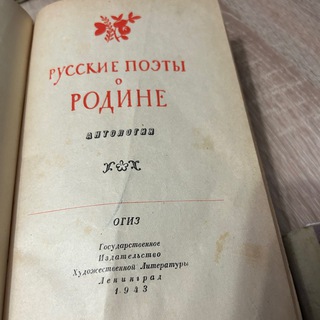 РУССКИЕ ПОЭТЫ
О
РОДИНЕ
АНТОЛОГИЯ
ОГИЗ
Государственное
Издательство
Художественной Литературы
Ленинград
1943